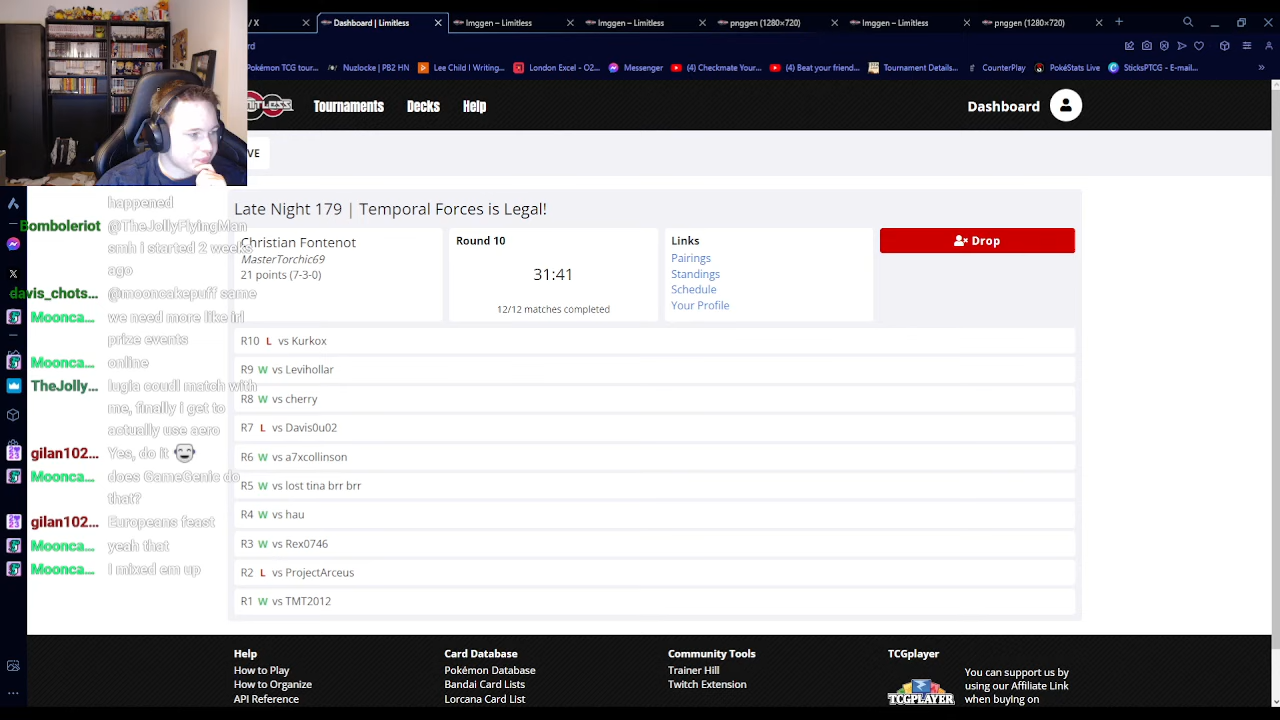 / X
Dashboard | Limitless
Imggen – Limitless
Imggen – Limitless
pnggen (1280×720)
Imggen – Limitless
pnggen (1280×720)
Pokémon TCG tour...
Nuzlocke | PB2 HN
Lee Child I Writing...
London Excel - O2...
Messenger
(4) Checkmate Your...
(4) Beat your friend...
Tournament Details...
CounterPlay
PokéStats Live
SticksPTCG - E-mail...
Tournaments
Decks
Help
Dashboard
VE
happened
Bomboleriot @TheJollyFlyingMan
smh i started 2 weeks
ago
davis_chots... @mooncakepuff same
Moonca... we need more like irl
prize events
Moonca... online
TheJolly... lugia coudl match with
me, finally i get to
actually use aero
gilan102... Yes, do it
Moonca... does GameGenic do
that?
gilan102... Europeans feast
Moonca... yeah that
Moonca... I mixed em up
Late Night 179 | Temporal Forces is Legal!
Christian Fontenot
MasterTorchic69
21 points (7-3-0)
Round 10
31:41
12/12 matches completed
Links
Pairings
Standings
Schedule
Your Profile
Drop
R10 L vs Kurkox
R9 W vs Levihollar
R8 W vs cherry
R7 L vs Davis0u02
R6 W vs a7xcollinson
R5 W vs lost tina brr brr
R4 W vs hau
R3 W vs Rex0746
R2 L vs ProjectArceus
R1 W vs TMT2012
Help
How to Play
How to Organize
API Reference
Card Database
Pokémon Database
Bandai Card Lists
Lorcana Card List
Community Tools
Trainer Hill
Twitch Extension
TCGplayer
TCGPLAYER
You can support us by
using our Affiliate Link
when buying on